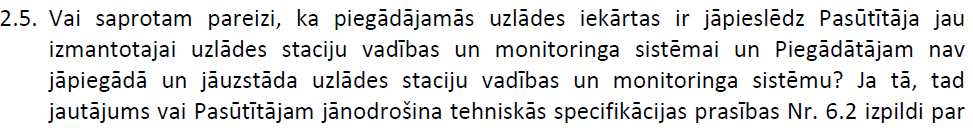 2.5. Vai saprotam pareizi, ka piegādājamās uzlādes iekārtas ir jāpieslēdz Pasūtītāja jau
izmantotajai uzlādes staciju vadības un monitoringa sistēmai un Piegādātājam nav
jāpiegādā un jāuzstāda uzlādes staciju vadības un monitoringa sistēmu? Ja tā, tad
jautājums vai Pasūtītājam jānodrošina tehniskās specifikācijas prasības Nr. 6.2 izpildi par